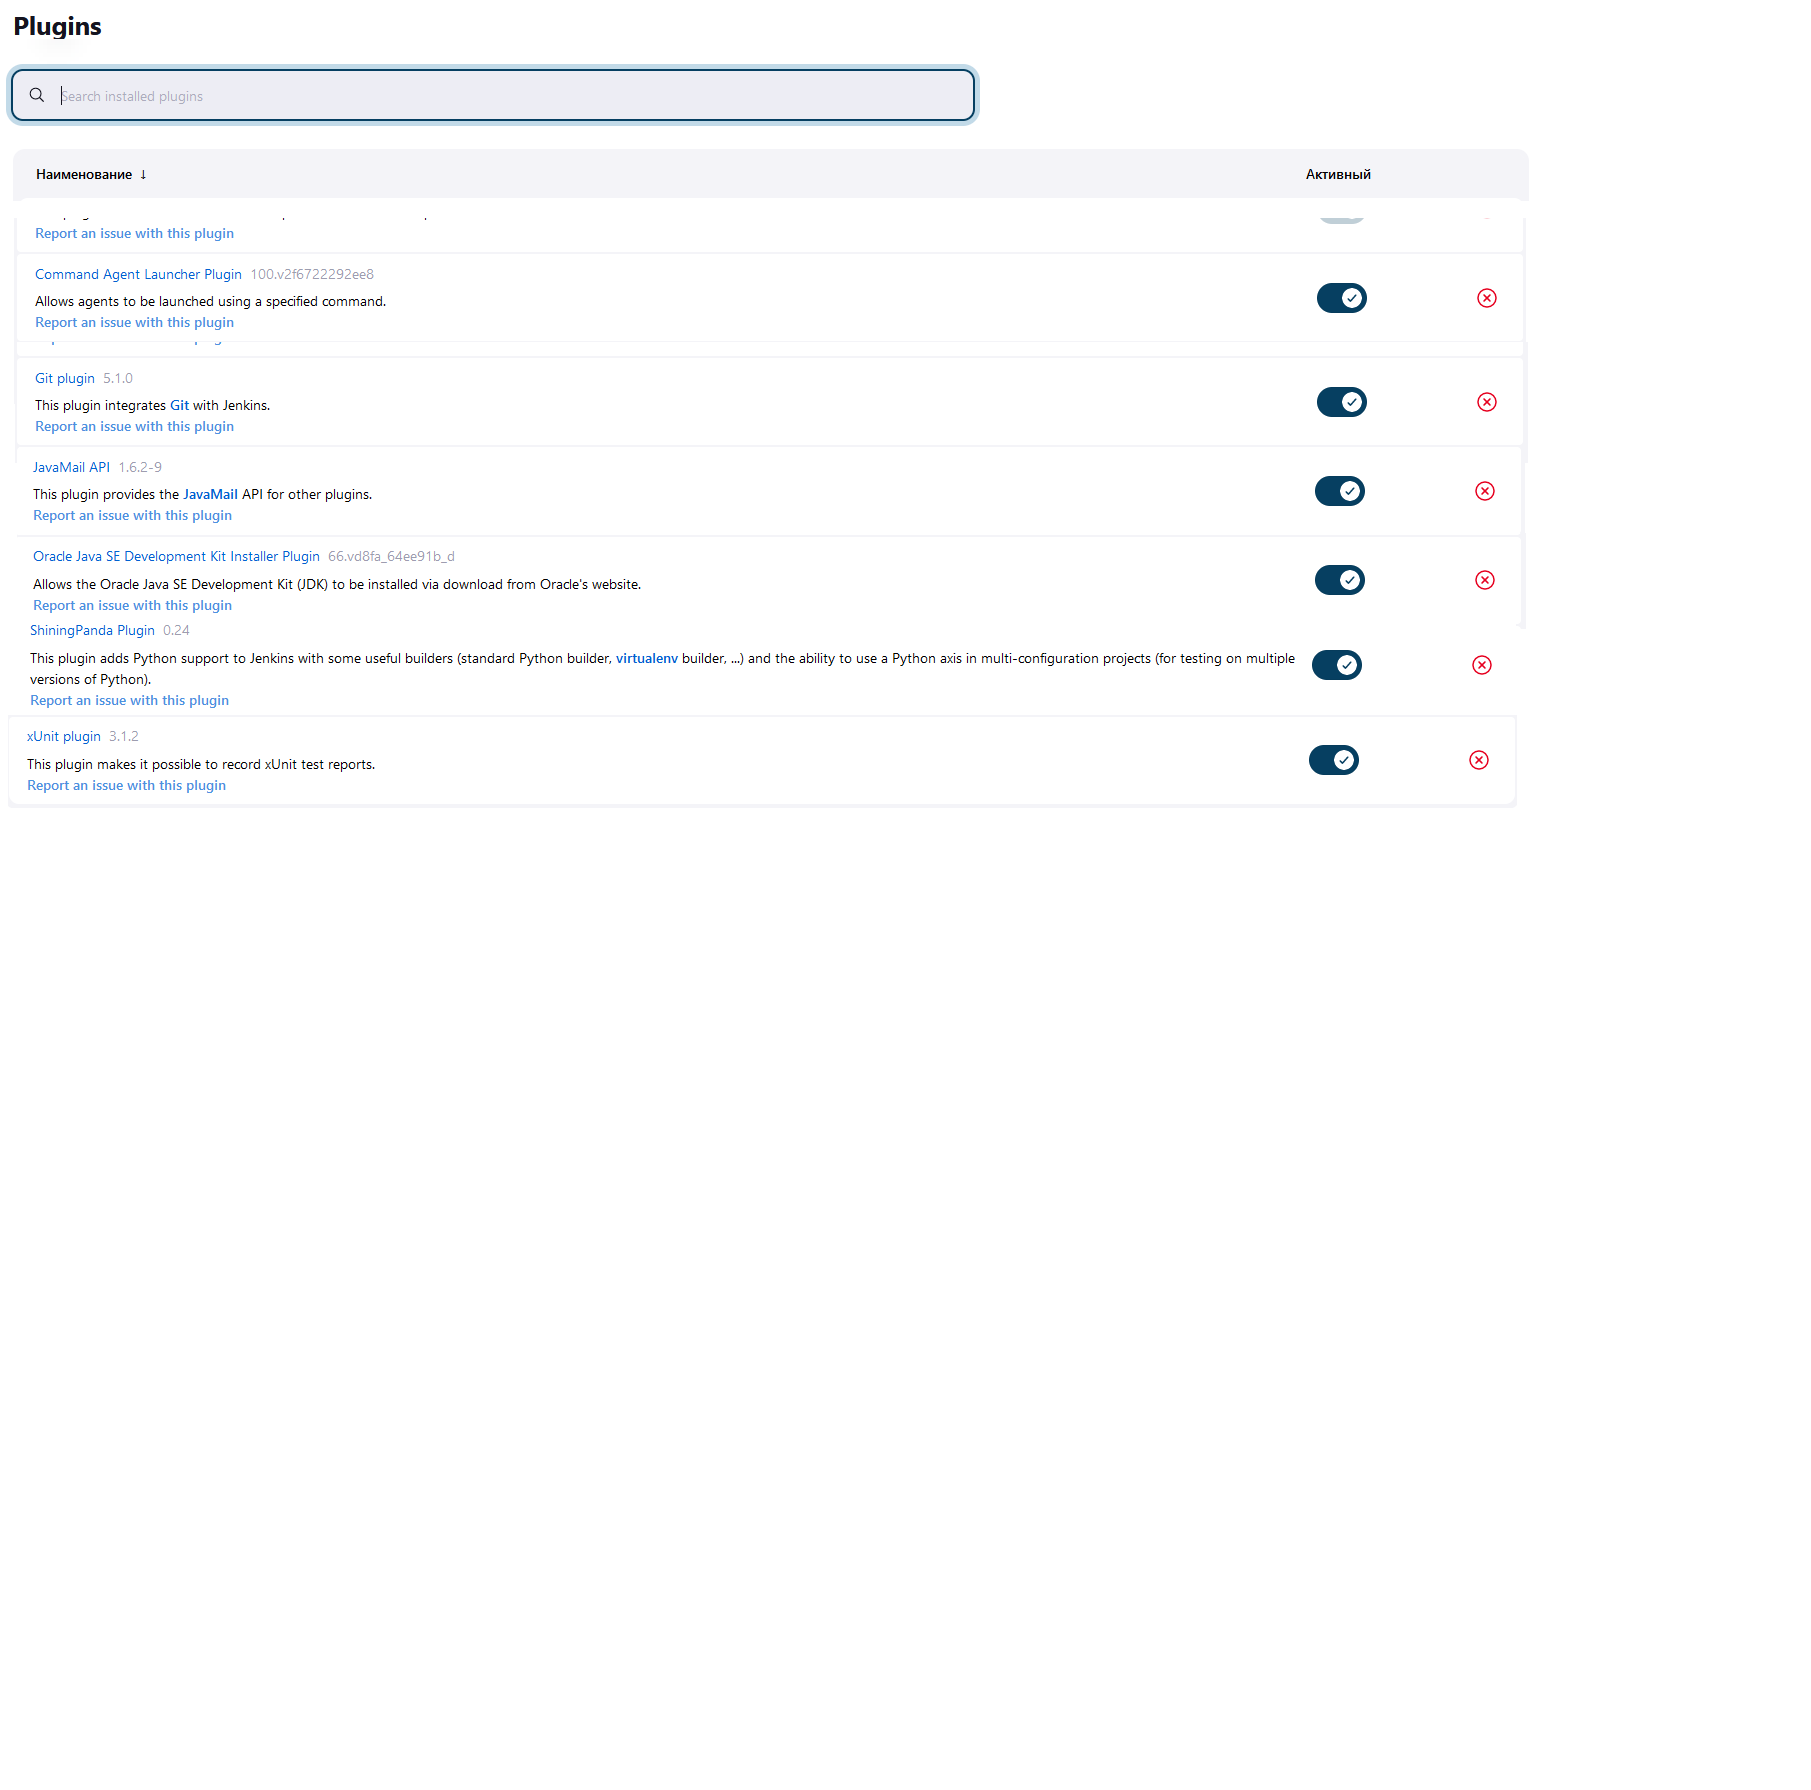 Plugins
Search installed plugins
Наименование ↓ Активный
Report an issue with this plugin
Command Agent Launcher Plugin 100.v2f6722292ee8
Allows agents to be launched using a specified command.
Report an issue with this plugin
Git plugin 5.1.0
This plugin integrates Git with Jenkins.
Report an issue with this plugin
JavaMail API 1.6.2-9
This plugin provides the JavaMail API for other plugins.
Report an issue with this plugin
Oracle Java SE Development Kit Installer Plugin 66.vd8fa_64ee91b_d
Allows the Oracle Java SE Development Kit (JDK) to be installed via download from Oracle's website.
Report an issue with this plugin
ShiningPanda Plugin 0.24
This plugin adds Python support to Jenkins with some useful builders (standard Python builder, virtualenv builder, ...) and the ability to use a Python axis in multi-configuration projects (for testing on multiple
versions of Python).
Report an issue with this plugin
xUnit plugin 3.1.2
This plugin makes it possible to record xUnit test reports.
Report an issue with this plugin